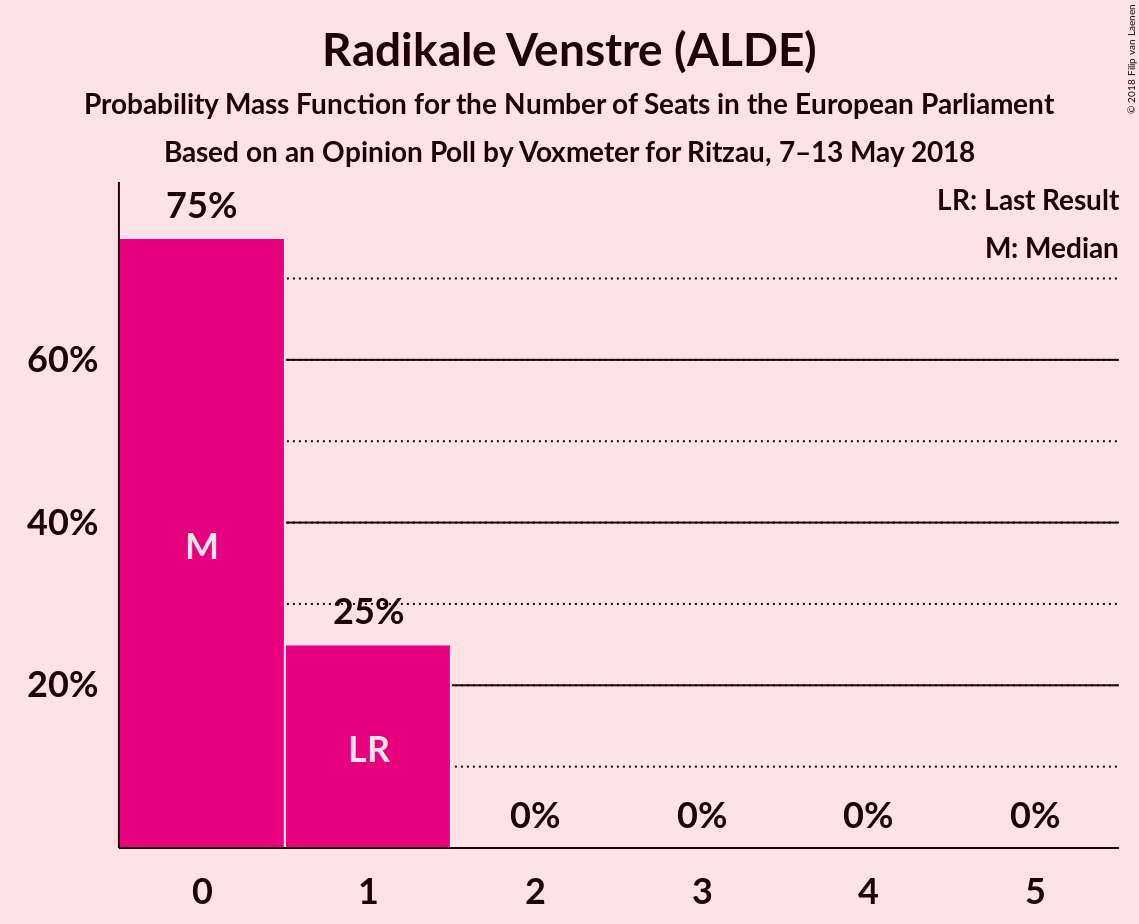 Radikale Venstre (ALDE)
Probability Mass Function for the Number of Seats in the European Parliament
Based on an Opinion Poll by Voxmeter for Ritzau, 7–13 May 2018
© 2018 Filip van Laenen
LR: Last Result
M: Median
75%
60%
40%
20%
M
25%
LR
0% 0% 0% 0%
0 1 2 3 4 5